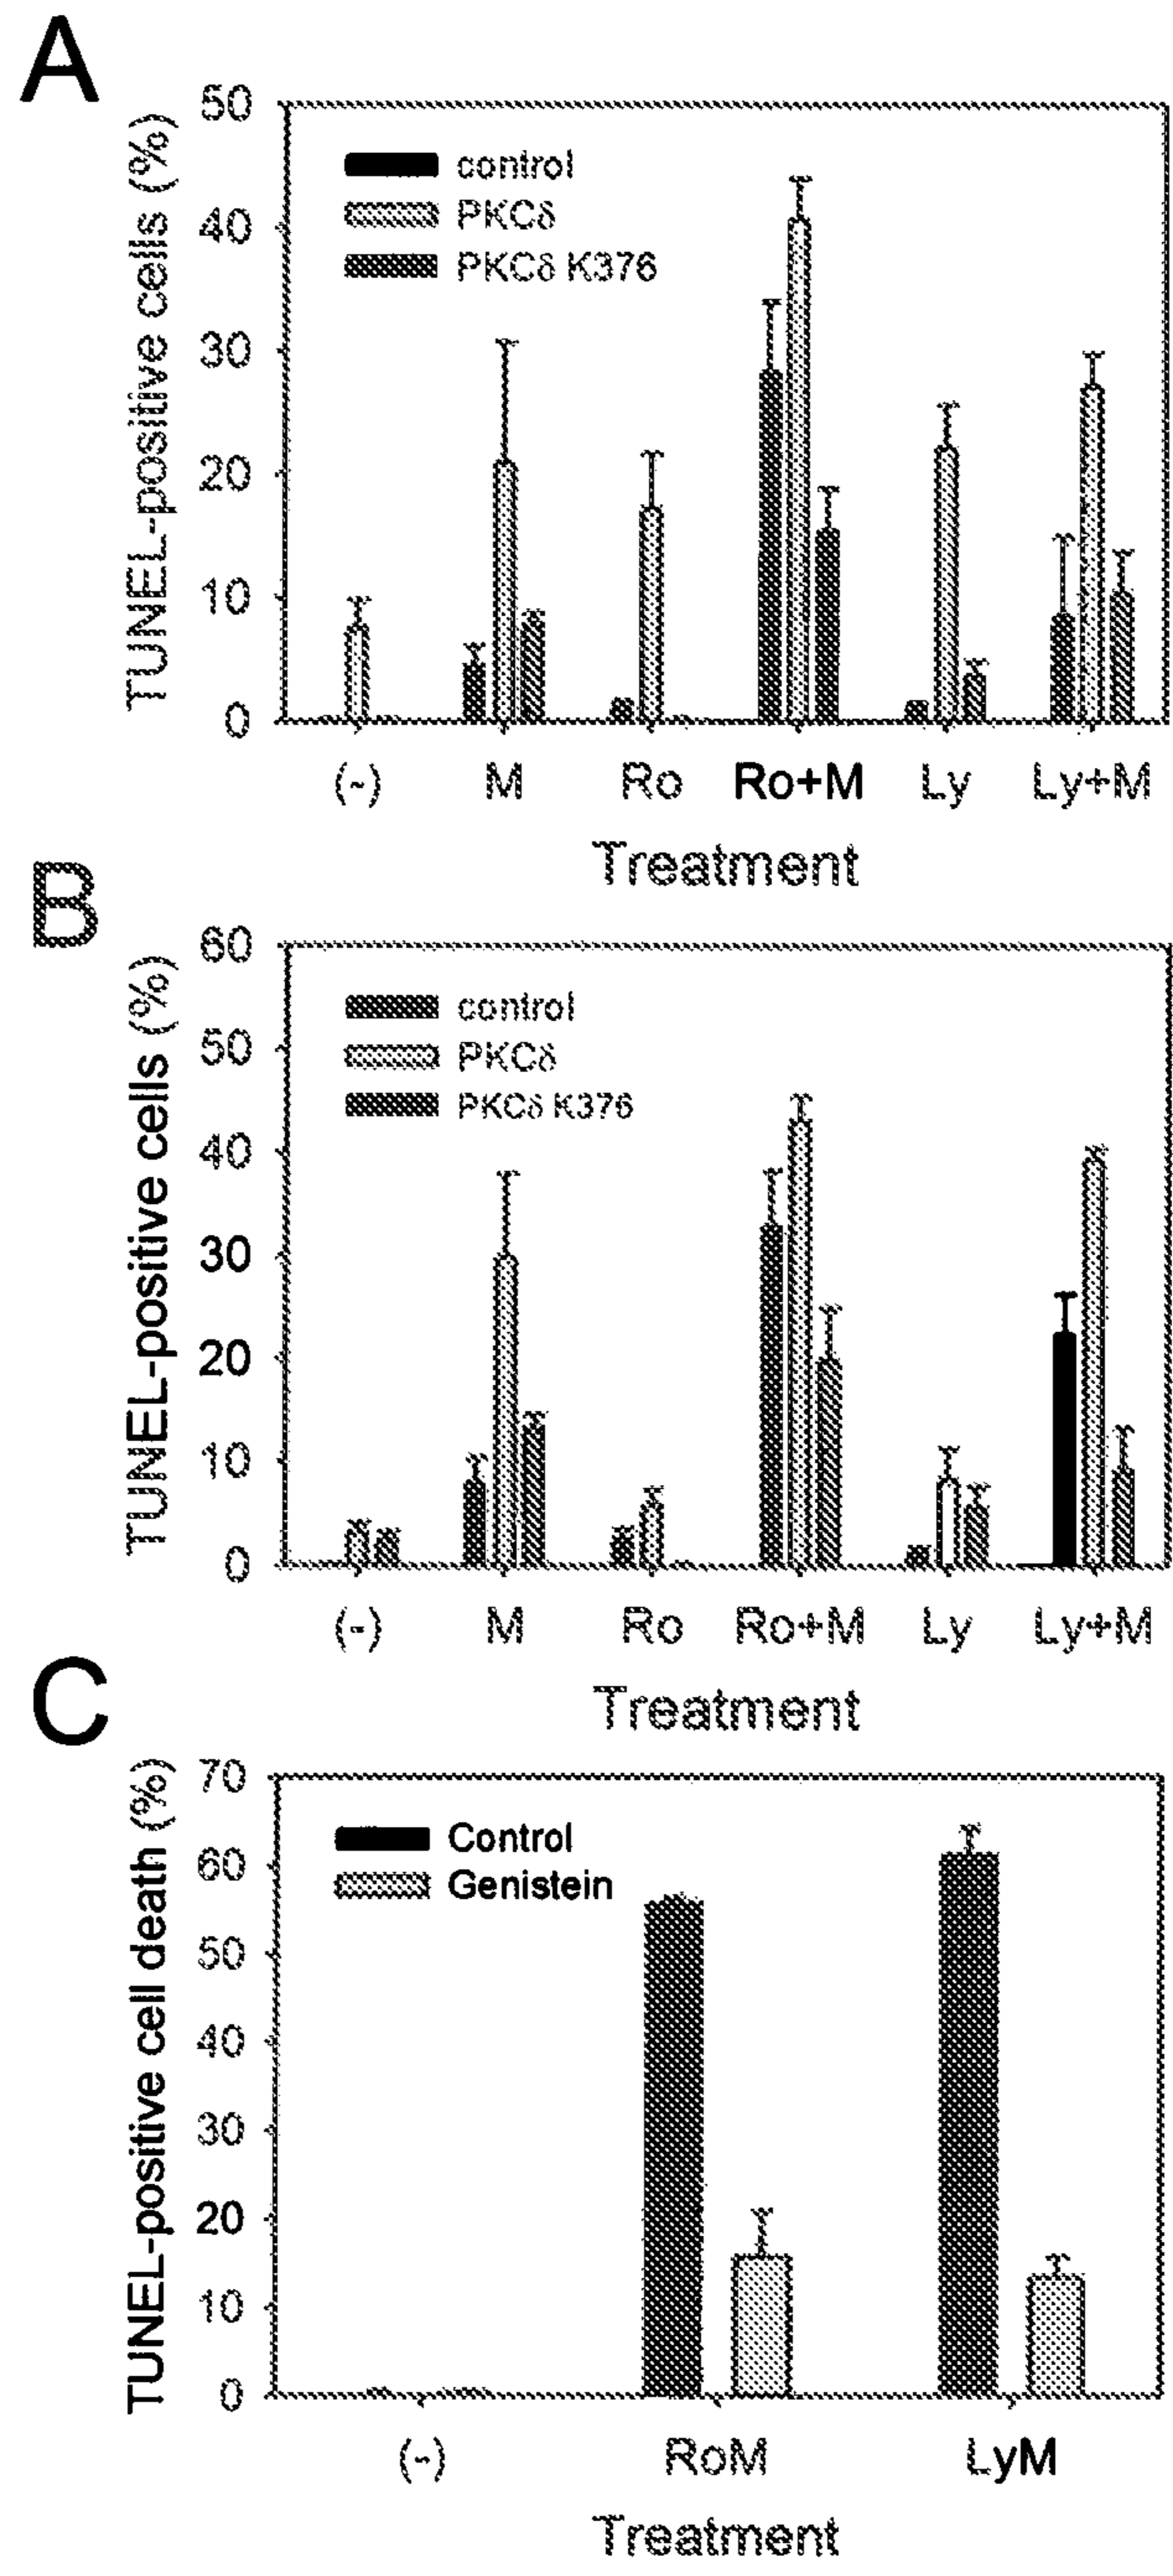 A
TUNEL-positive cells (%)
50
40
30
20
10
0
control
PKCδ
PKCδ K376
(-) M Ro Ro+M Ly Ly+M
Treatment
B
TUNEL-positive cells (%)
60
50
40
30
20
10
0
control
PKCδ
PKCδ K376
(-) M Ro Ro+M Ly Ly+M
Treatment
C
TUNEL-positive cell death (%)
70
60
50
40
30
20
10
0
Control
Genistein
(-) RoM LyM
Treatment